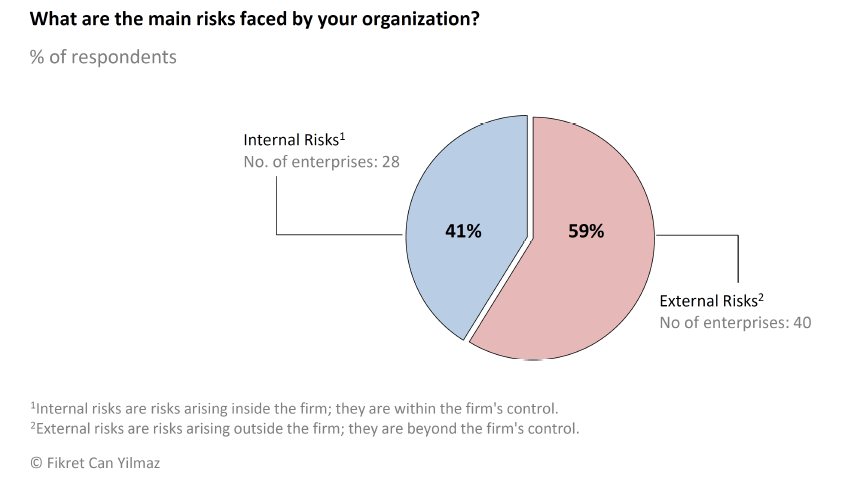 What are the main risks faced by your organization?
% of respondents
Internal Risks¹
No. of enterprises: 28
41%
59%
External Risks²
No of enterprises: 40
¹Internal risks are risks arising inside the firm; they are within the firm's control.
²External risks are risks arising outside the firm; they are beyond the firm's control.
© Fikret Can Yilmaz